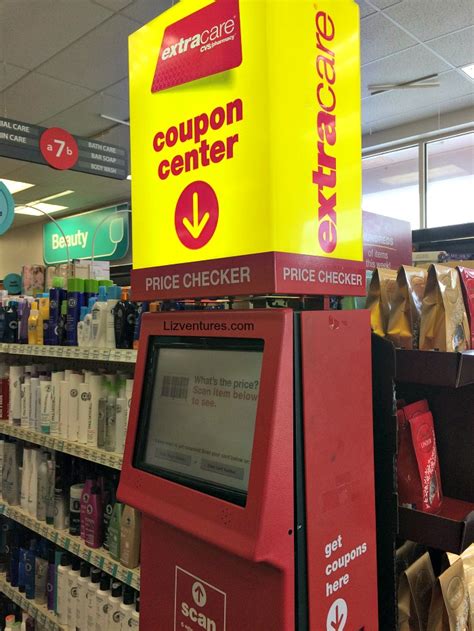 extracare
CVS/pharmacy
coupon
center
extracare
PRICE CHECKER
PRICE CHECKER
Lizventures.com
What's the price?
Scan item below
to see.
a
7
b
BATH CARE
BAR SOAP
BODY WASH
Beauty
get
coupons
here
scan